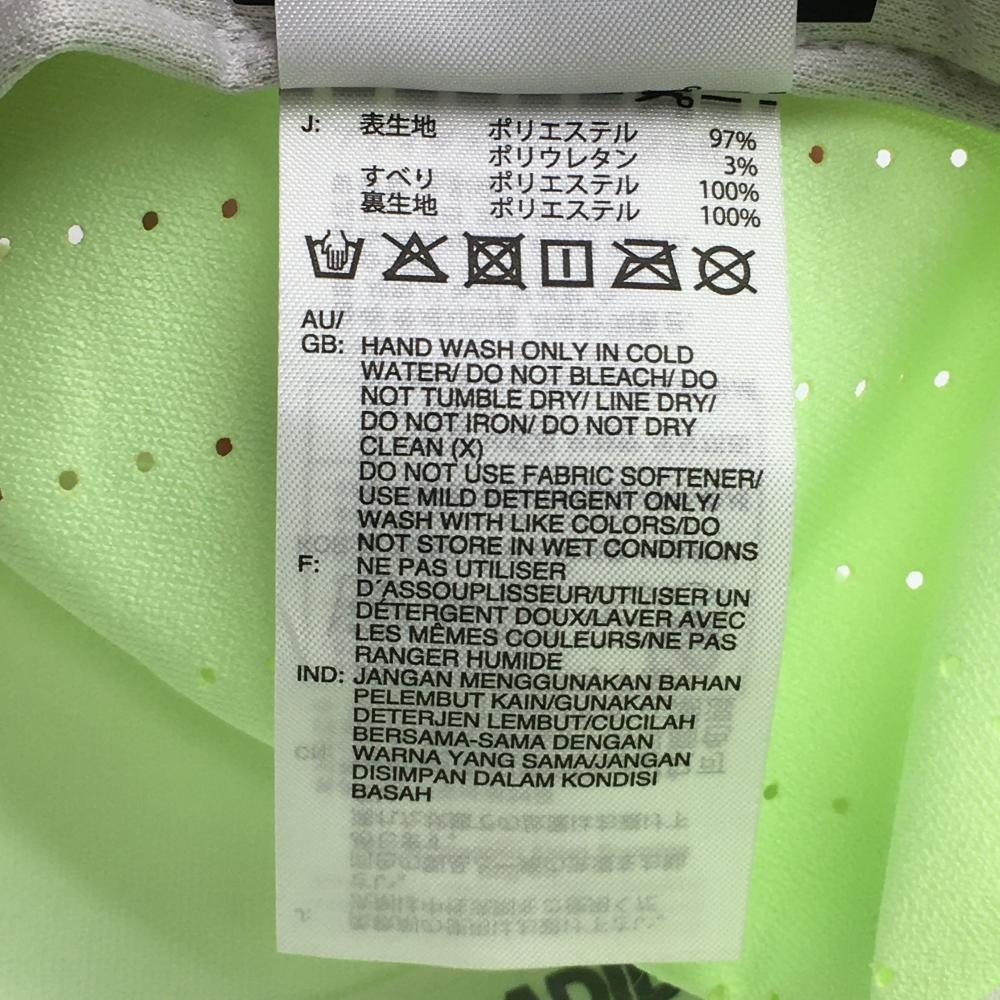 J: 表生地 ポリエステル 97%
ポリウレタン 3%
すべり ポリエステル 100%
裏生地 ポリエステル 100%
AU/
GB: HAND WASH ONLY IN COLD
WATER/ DO NOT BLEACH/ DO
NOT TUMBLE DRY/ LINE DRY/
DO NOT IRON/ DO NOT DRY
CLEAN (X)
DO NOT USE FABRIC SOFTENER/
USE MILD DETERGENT ONLY/
WASH WITH LIKE COLORS/DO
NOT STORE IN WET CONDITIONS
F: NE PAS UTILISER
D´ASSOUPLISSEUR/UTILISER UN
DÉTERGENT DOUX/LAVER AVEC
LES MÊMES COULEURS/NE PAS
RANGER HUMIDE
IND: JANGAN MENGGUNAKAN BAHAN
PELEMBUT KAIN/GUNAKAN
DETERJEN LEMBUT/CUCILAH
BERSAMA-SAMA DENGAN
WARNA YANG SAMA/JANGAN
DISIMPAN DALAM KONDISI
BASAH